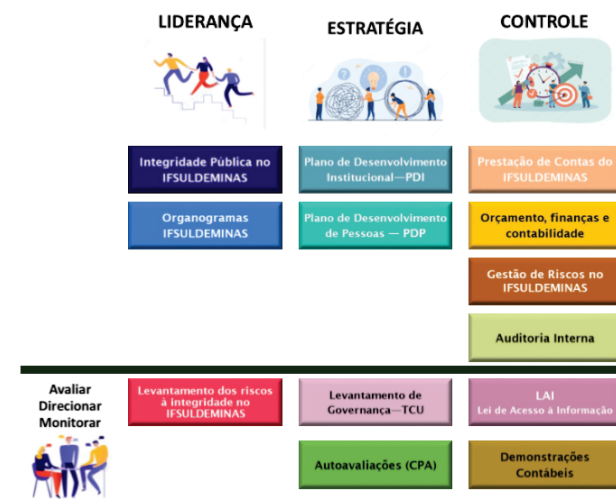 LIDERANÇA
ESTRATÉGIA
CONTROLE
Integridade Pública no
IFSULDEMINAS
Plano de Desenvolvimento
Institucional—PDI
Prestação de Contas do
IFSULDEMINAS
Organogramas
IFSULDEMINAS
Plano de Desenvolvimento
de Pessoas — PDP
Orçamento, finanças e
contabilidade
Gestão de Riscos no
IFSULDEMINAS
Auditoria Interna
Avaliar
Direcionar
Monitorar
Levantamento dos riscos
à integridade no
IFSULDEMINAS
Levantamento de
Governança—TCU
LAI
Lei de Acesso à Informação
Autoavaliações (CPA)
Demonstrações
Contábeis